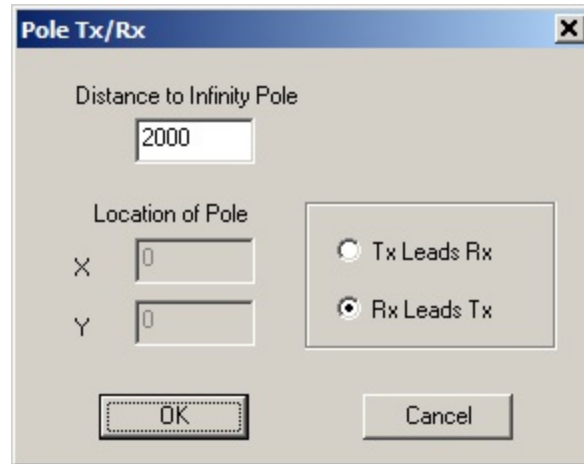 Pole Tx/Rx
Distance to Infinity Pole
2000
Location of Pole
X 0
Y 0
Tx Leads Rx
Rx Leads Tx
OK Cancel